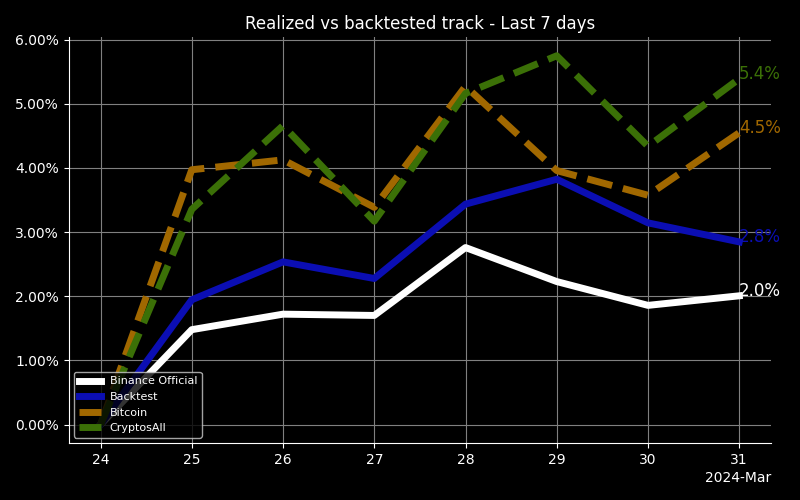 Realized vs backtested track - Last 7 days
6.00%
5.00%
4.00%
3.00%
2.00%
1.00%
0.00%
5.4%
4.5%
2.8%
2.0%
Binance Official
Backtest
Bitcoin
CryptosAll
24 25 26 27 28 29 30 31
2024-Mar